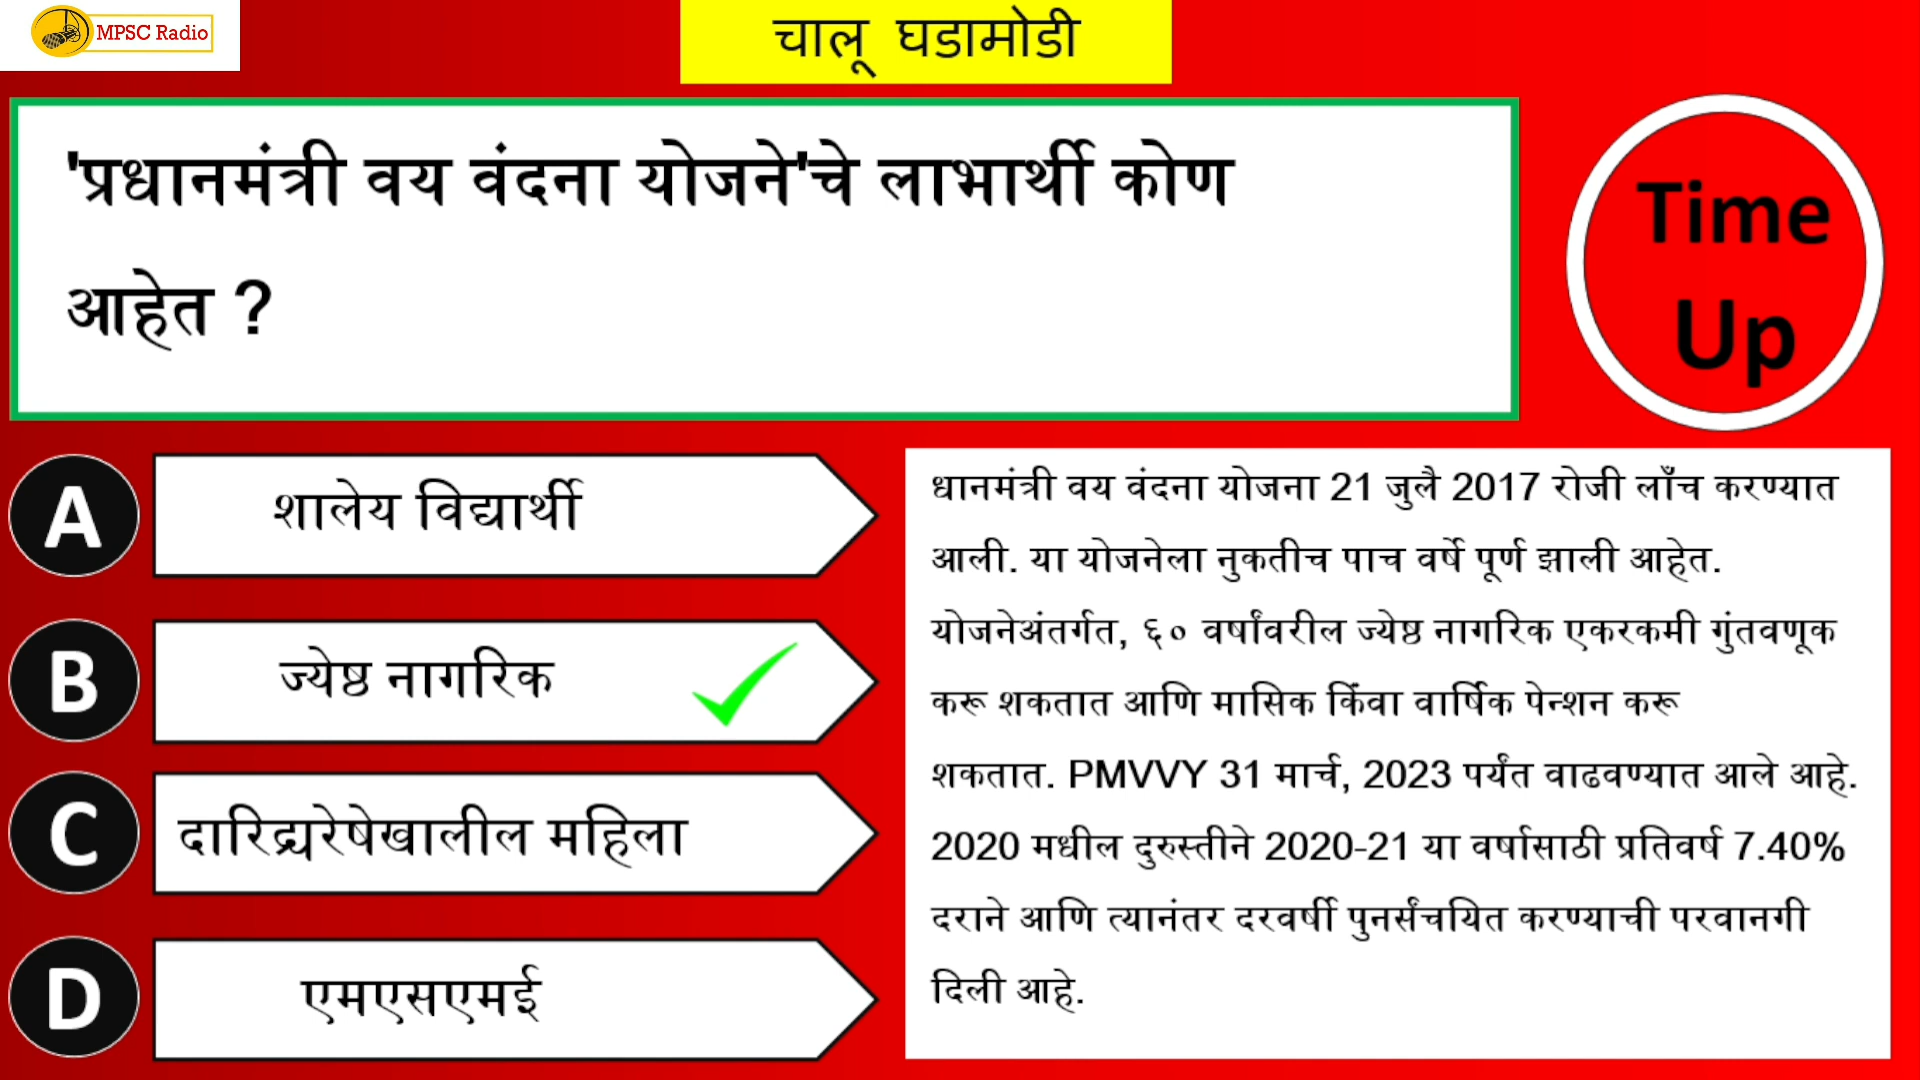 MPSC Radio
चालू घडामोडी
'प्रधानमंत्री वय वंदना योजने'चे लाभार्थी कोण
आहेत ?
Time
Up
A
शालेय विद्यार्थी
B
ज्येष्ठ नागरिक
C
दारिद्र्यरेषेखालील महिला
D
एमएसएमई
धानमंत्री वय वंदना योजना 21 जुलै 2017 रोजी लाँच करण्यात
आली. या योजनेला नुकतीच पाच वर्षे पूर्ण झाली आहेत.
योजनेअंतर्गत, ६० वर्षांवरील ज्येष्ठ नागरिक एकरकमी गुंतवणूक
करू शकतात आणि मासिक किंवा वार्षिक पेन्शन करू
शकतात. PMVVY 31 मार्च, 2023 पर्यंत वाढवण्यात आले आहे.
2020 मधील दुरुस्तीने 2020-21 या वर्षासाठी प्रतिवर्ष 7.40%
दराने आणि त्यानंतर दरवर्षी पुनर्संचयित करण्याची परवानगी
दिली आहे.